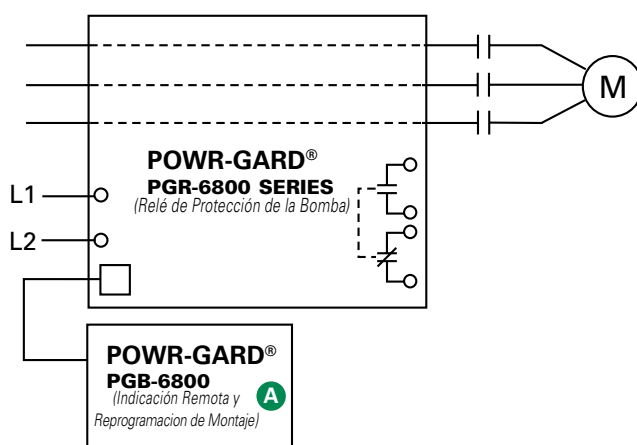 M
POWR-GARD®
PGR-6800 SERIES
(Relé de Protección de la Bomba)
L1
L2
POWR-GARD®
PGB-6800
(Indicación Remota y
Reprogramacion de Montaje)
A